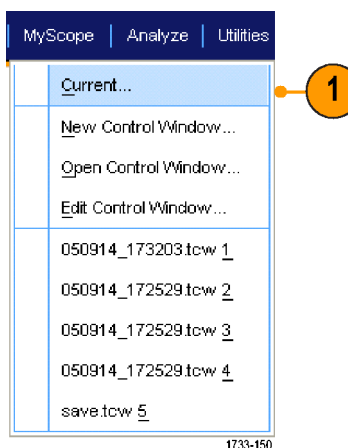 MyScope | Analyze | Utilities
Current...
1
New Control Window...
Open Control Window...
Edit Control Window...
050914_173203.tcw 1
050914_172529.tcw 2
050914_172529.tcw 3
050914_172529.tcw 4
save.tcw 5
1733-150